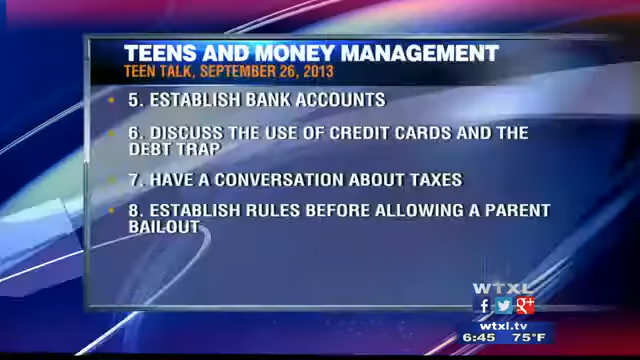 TEENS AND MONEY MANAGEMENT
TEEN TALK, SEPTEMBER 26, 2013
5. ESTABLISH BANK ACCOUNTS
6. DISCUSS THE USE OF CREDIT CARDS AND THE
DEBT TRAP
7. HAVE A CONVERSATION ABOUT TAXES
8. ESTABLISH RULES BEFORE ALLOWING A PARENT
BAILOUT
WTXL
f g+
wtxl.tv
6:45 75°F